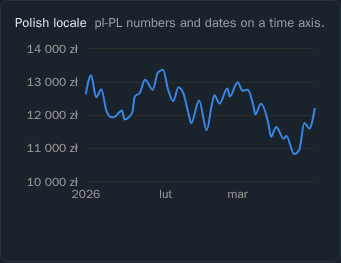 Polish locale pl-PL numbers and dates on a time axis.
14 000 zł
13 000 zł
12 000 zł
11 000 zł
10 000 zł
2026 lut mar